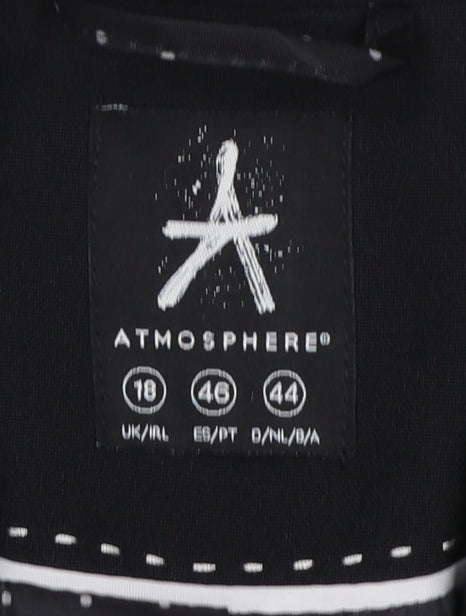 ATMOSPHERE®
18 46 44
UK/IRL ES/PT D/NL/B/A